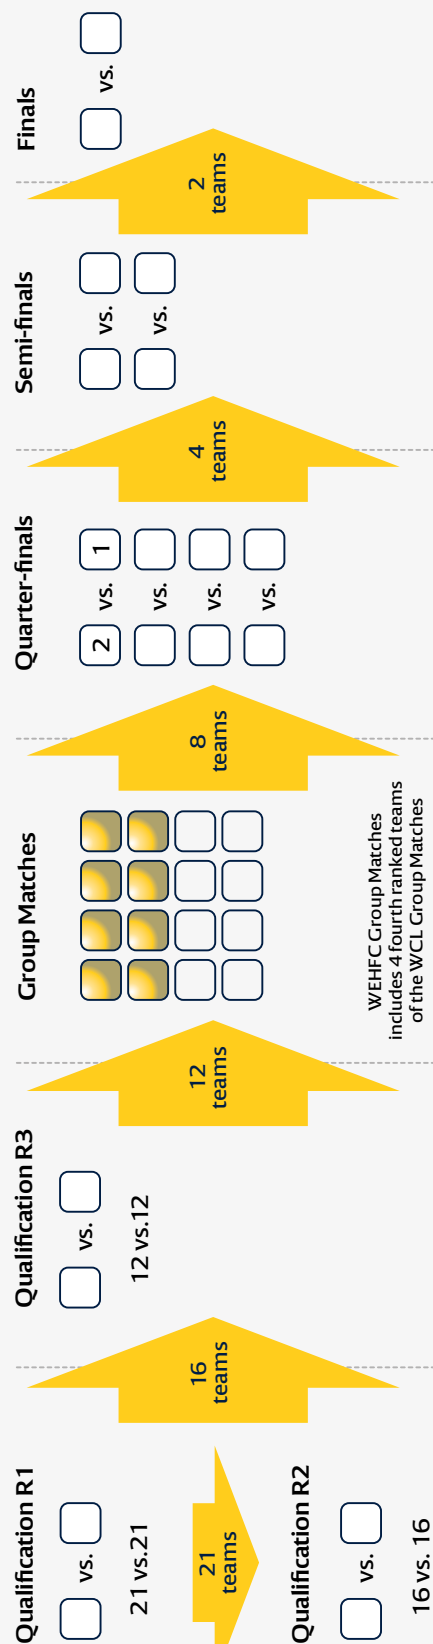 Qualification R1
vs.
21 vs.21
21
teams
Qualification R2
vs.
16 vs. 16
16
teams
Qualification R3
vs.
12 vs.12
12
teams
Group Matches
WEHFC Group Matches
includes 4 fourth ranked teams
of the WCL Group Matches
8
teams
Quarter-finals
2 vs. 1
vs.
vs.
vs.
4
teams
Semi-finals
vs.
vs.
2
teams
Finals
vs.